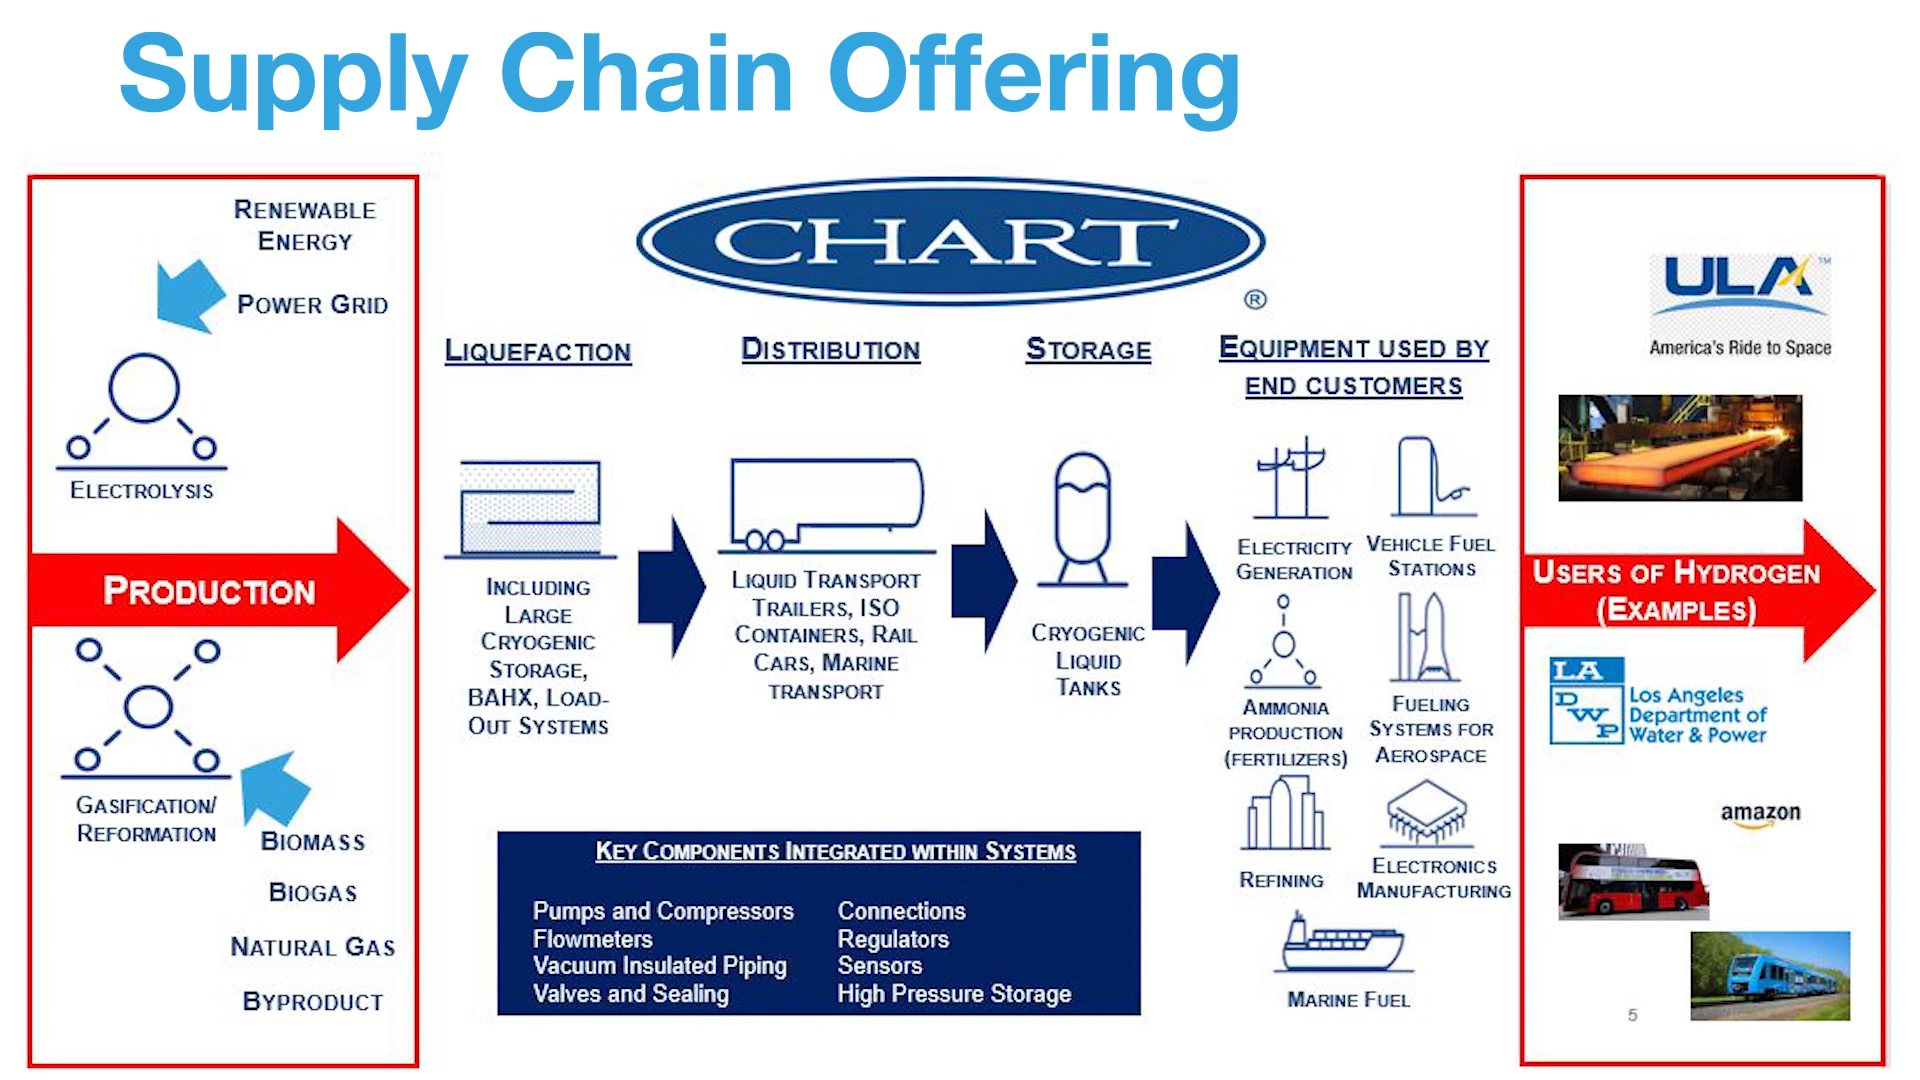 Supply Chain Offering
RENEWABLE
ENERGY
POWER GRID
ELECTROLYSIS
PRODUCTION
GASIFICATION/
REFORMATION
BIOMASS
BIOGAS
NATURAL GAS
BYPRODUCT
CHART
®
LIQUEFACTION
INCLUDING
LARGE
CRYOGENIC
STORAGE,
BAHX, LOAD-
OUT SYSTEMS
DISTRIBUTION
LIQUID TRANSPORT
TRAILERS, ISO
CONTAINERS, RAIL
CARS, MARINE
TRANSPORT
STORAGE
CRYOGENIC
LIQUID
TANKS
EQUIPMENT USED BY
END CUSTOMERS
ELECTRICITY
GENERATION
VEHICLE FUEL
STATIONS
AMMONIA
PRODUCTION
(FERTILIZERS)
FUELING
SYSTEMS FOR
AEROSPACE
REFINING
ELECTRONICS
MANUFACTURING
MARINE FUEL
KEY COMPONENTS INTEGRATED WITHIN SYSTEMS
Pumps and Compressors
Flowmeters
Vacuum Insulated Piping
Valves and Sealing
Connections
Regulators
Sensors
High Pressure Storage
ULA™
America's Ride to Space
USERS OF HYDROGEN
(EXAMPLES)
LA
DWP
Los Angeles
Department of
Water & Power
amazon
5